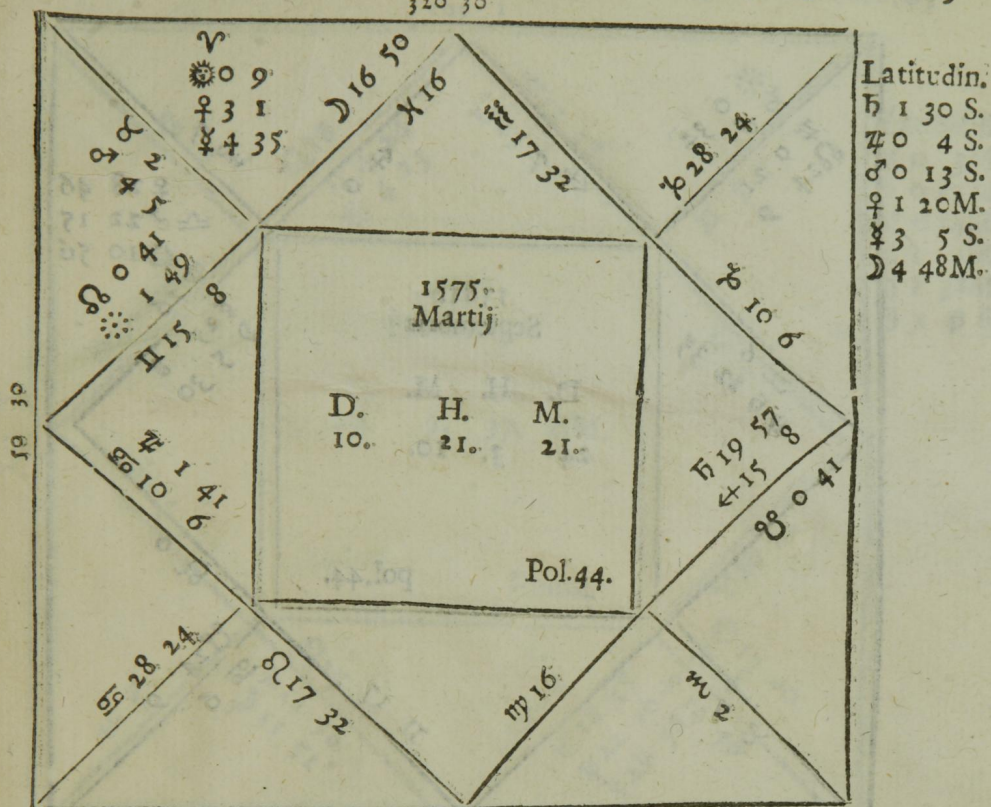 ♈
☉ 0 9
♀ 3 1
☿ 4 35
☽ 16 50
♓ 16
♒ 17 32
♑ 28 24
♑ 10 6
♄ 19 57
♐ 15 8
☋ 0 41
♏ 2
♍ 16
♌ 17 32
♋ 28 24
♋ 10 6
♃ 1 41
♊ 15 8
1 49
☊ 0 41
♉ 2
♂
59 30
1575.
Martij
D. H. M.
10. 21. 21.
Pol. 44.
Latitudin.
♄ 1 30 S.
♃ 0 4 S.
♂ 0 13 S.
♀ 1 20 M.
☿ 3 5 S.
☽ 4 48 M.